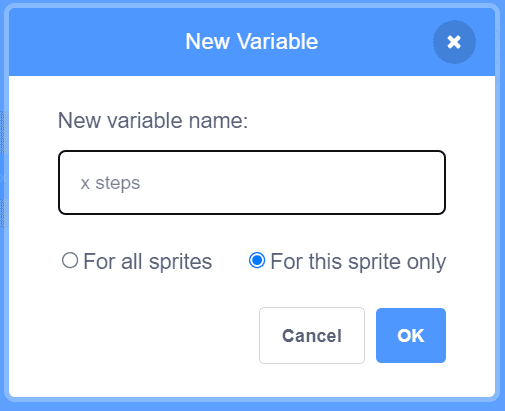 New Variable
New variable name:
x steps
For all sprites For this sprite only
Cancel OK